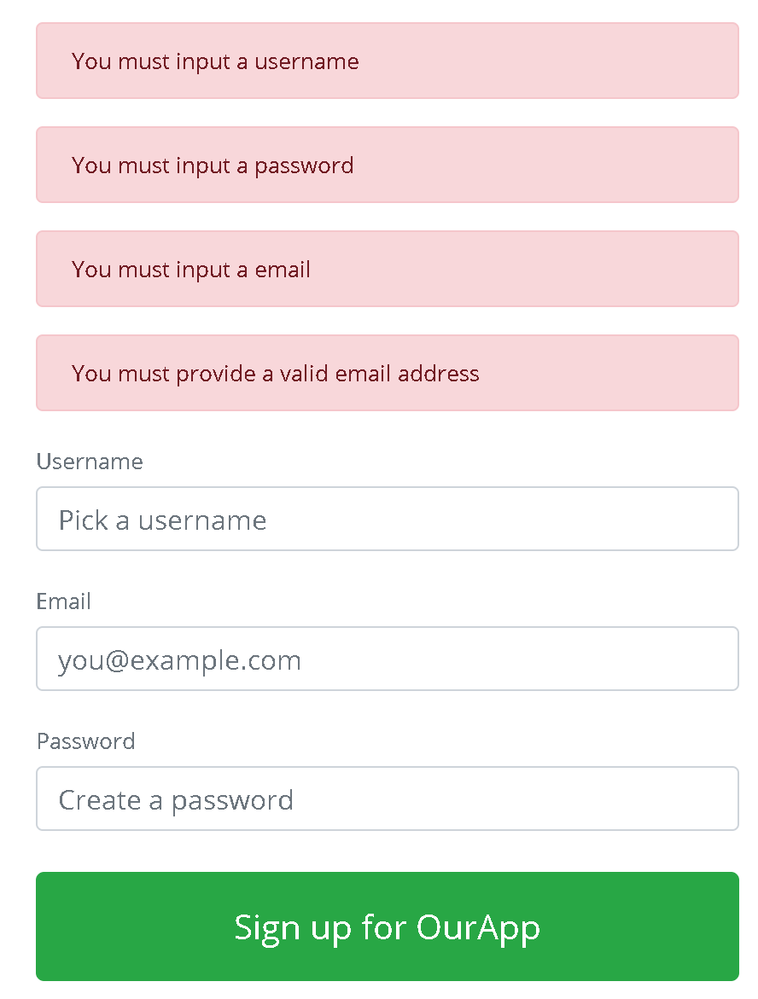 You must input a username
You must input a password
You must input a email
You must provide a valid email address
Username
Pick a username
Email
you@example.com
Password
Create a password
Sign up for OurApp